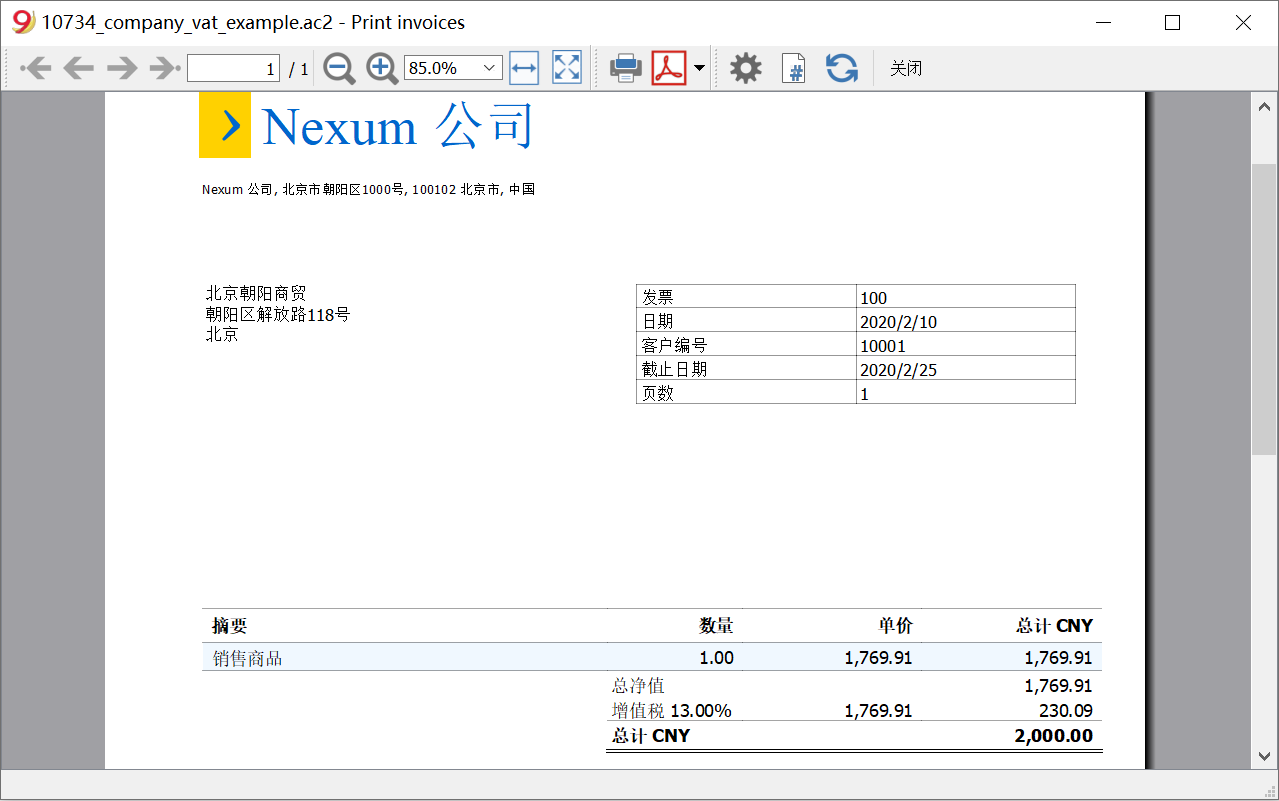 10734_company_vat_example.ac2 - Print invoices
1 / 1 85.0% 关闭
Nexum 公司
Nexum 公司, 北京市朝阳区1000号, 100102 北京市, 中国
北京朝阳商贸
朝阳区解放路118号
北京
发票 100
日期 2020/2/10
客户编号 10001
截止日期 2020/2/25
页数 1
摘要 数量 单价 总计 CNY
销售商品 1.00 1,769.91 1,769.91
总净值 1,769.91
增值税 13.00% 1,769.91 230.09
总计 CNY 2,000.00